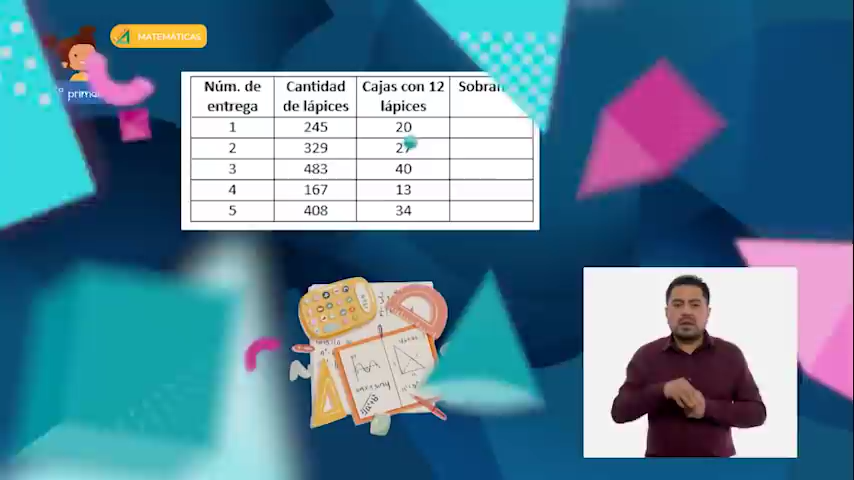 MATEMÁTICAS
Núm. de entrega | Cantidad de lápices | Cajas con 12 lápices
1 | 245 | 20
2 | 329 | 27
3 | 483 | 40
4 | 167 | 13
5 | 408 | 34